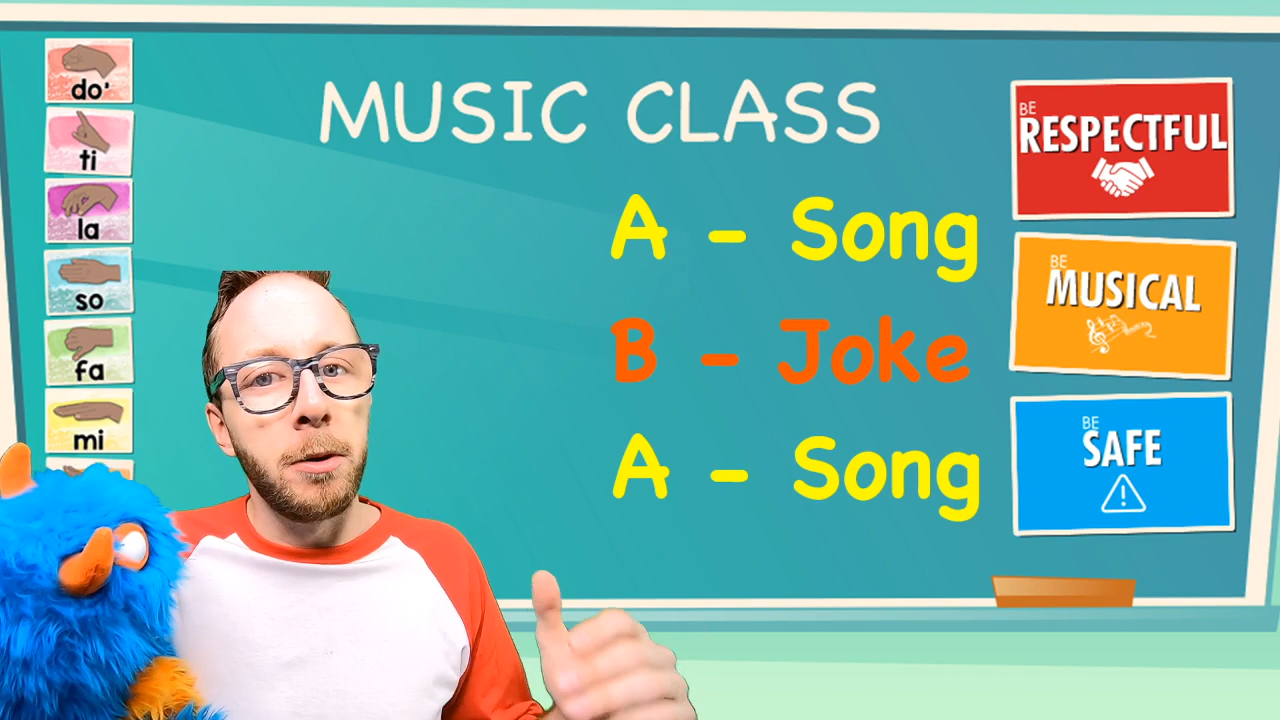 do'
ti
la
so
fa
mi
MUSIC CLASS
A - Song
B - Joke
A - Song
BE
RESPECTFUL
BE
MUSICAL
BE
SAFE